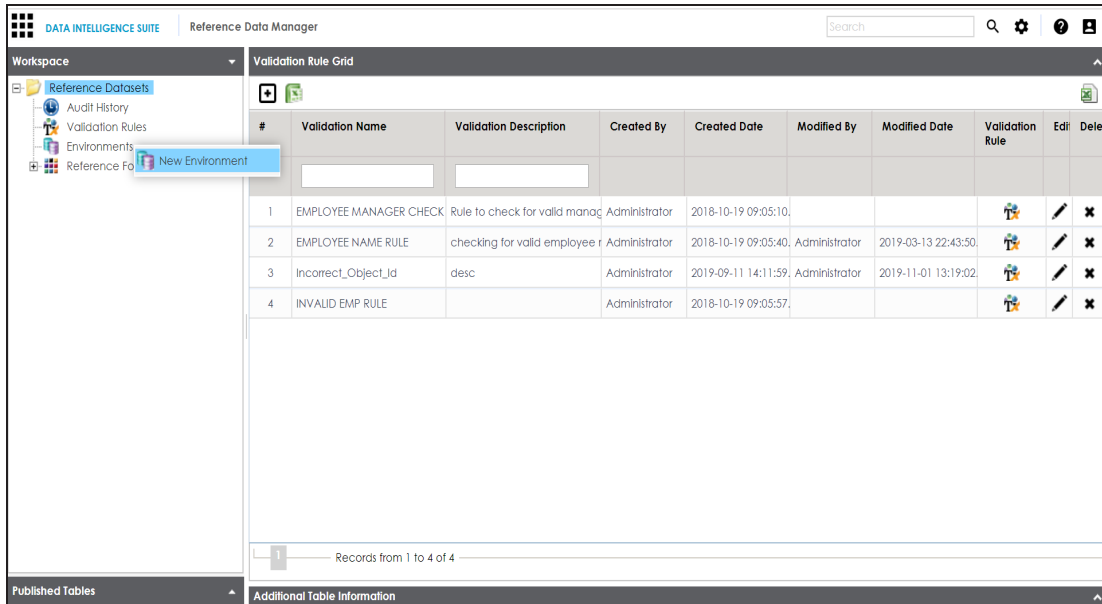 DATA INTELLIGENCE SUITE Reference Data Manager Search
Workspace
Reference Datasets
Audit History
Validation Rules
Environments
Reference Fo
New Environment
Published Tables
Validation Rule Grid
# Validation Name Validation Description Created By Created Date Modified By Modified Date Validation Rule Edit Dele
1 EMPLOYEE MANAGER CHECK Rule to check for valid manag Administrator 2018-10-19 09:05:10.
2 EMPLOYEE NAME RULE checking for valid employee r Administrator 2018-10-19 09:05:40. Administrator 2019-03-13 22:43:50.
3 Incorrect_Object_Id desc Administrator 2019-09-11 14:11:59. Administrator 2019-11-01 13:19:02.
4 INVALID EMP RULE Administrator 2018-10-19 09:05:57.
1 Records from 1 to 4 of 4
Additional Table Information